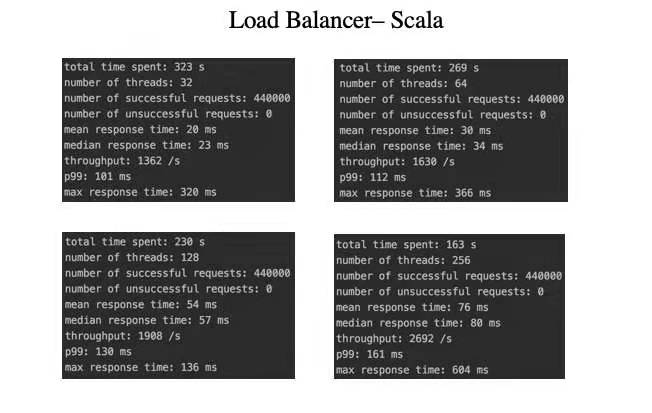 Load Balancer– Scala
total time spent: 323 s
number of threads: 32
number of successful requests: 440000
number of unsuccessful requests: 0
mean response time: 20 ms
median response time: 23 ms
throughput: 1362 /s
p99: 101 ms
max response time: 320 ms
total time spent: 269 s
number of threads: 64
number of successful requests: 440000
number of unsuccessful requests: 0
mean response time: 30 ms
median response time: 34 ms
throughput: 1630 /s
p99: 112 ms
max response time: 366 ms
total time spent: 230 s
number of threads: 128
number of successful requests: 440000
number of unsuccessful requests: 0
mean response time: 54 ms
median response time: 57 ms
throughput: 1908 /s
p99: 130 ms
max response time: 136 ms
total time spent: 163 s
number of threads: 256
number of successful requests: 440000
number of unsuccessful requests: 0
mean response time: 76 ms
median response time: 80 ms
throughput: 2692 /s
p99: 161 ms
max response time: 604 ms